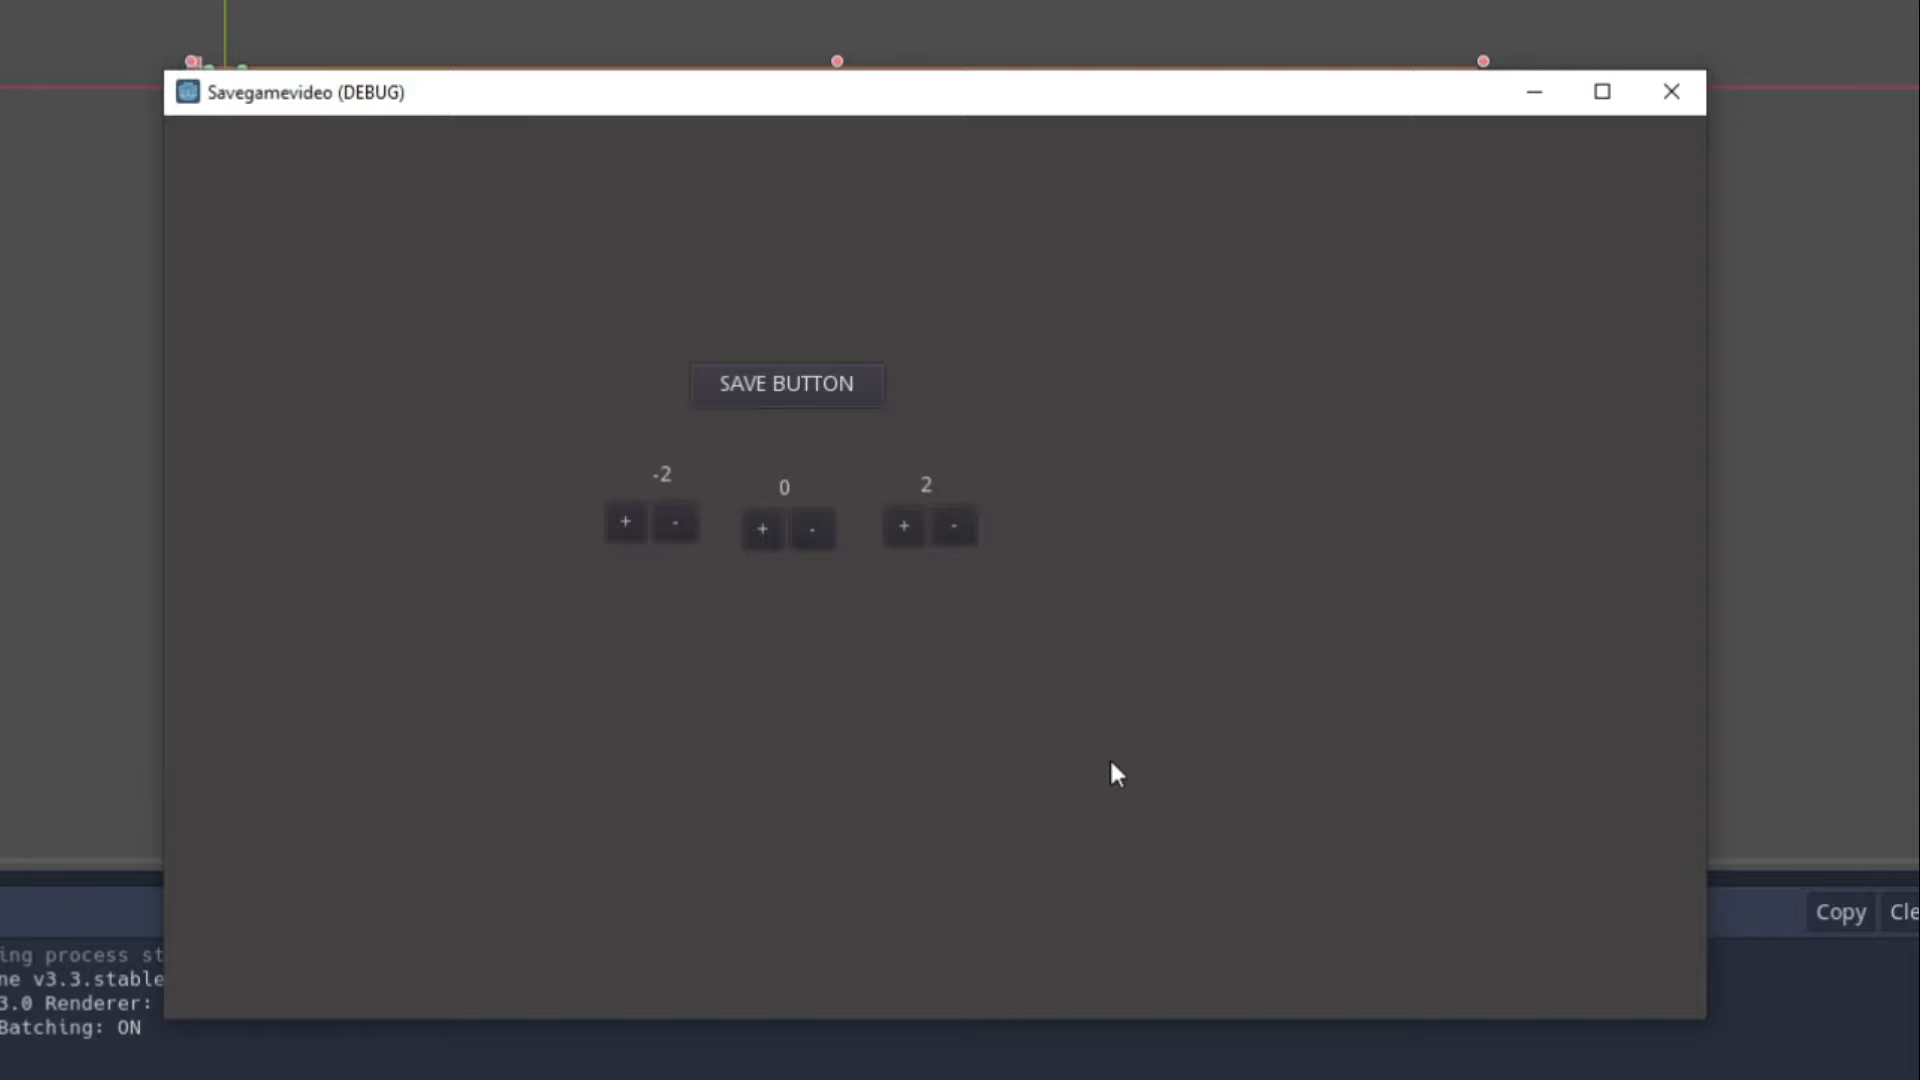 Savegamevideo (DEBUG)
SAVE BUTTON
-2
0
2
+ -
+ -
+ -
Copy
Cle
ing process st
ne v3.3.stable
3.0 Renderer:
Batching: ON